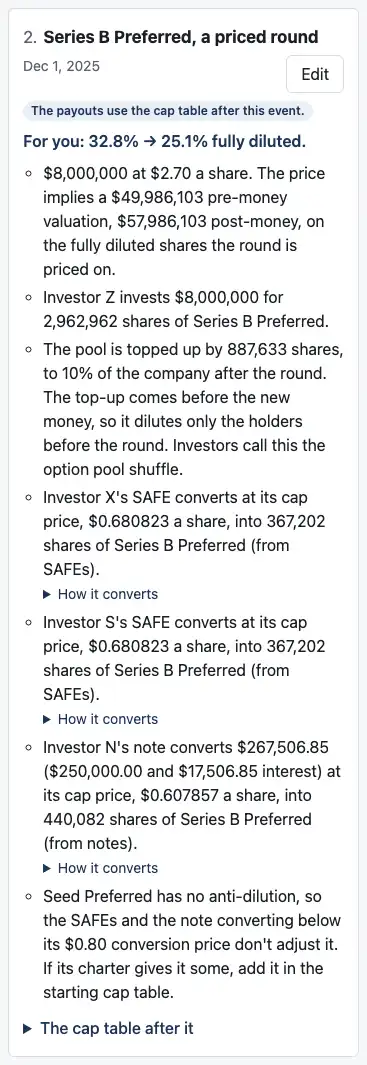 2. Series B Preferred, a priced round
Dec 1, 2025
Edit
The payouts use the cap table after this event.
For you: 32.8% → 25.1% fully diluted.
$8,000,000 at $2.70 a share. The price
implies a $49,986,103 pre-money
valuation, $57,986,103 post-money, on
the fully diluted shares the round is
priced on.
Investor Z invests $8,000,000 for
2,962,962 shares of Series B Preferred.
The pool is topped up by 887,633 shares,
to 10% of the company after the round.
The top-up comes before the new
money, so it dilutes only the holders
before the round. Investors call this the
option pool shuffle.
Investor X's SAFE converts at its cap
price, $0.680823 a share, into 367,202
shares of Series B Preferred (from
SAFEs).
How it converts
Investor S's SAFE converts at its cap
price, $0.680823 a share, into 367,202
shares of Series B Preferred (from
SAFEs).
How it converts
Investor N's note converts $267,506.85
($250,000.00 and $17,506.85 interest) at
its cap price, $0.607857 a share, into
440,082 shares of Series B Preferred
(from notes).
How it converts
Seed Preferred has no anti-dilution, so
the SAFEs and the note converting below
its $0.80 conversion price don't adjust it.
If its charter gives it some, add it in the
starting cap table.
The cap table after it